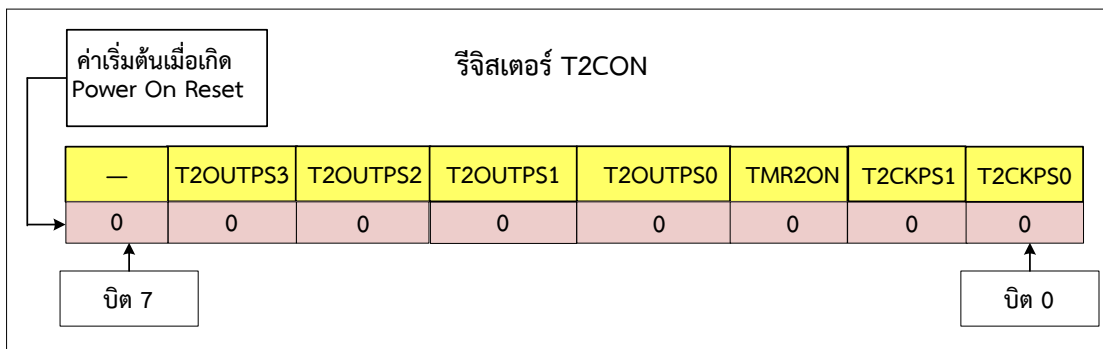 ค่าเริ่มต้นเมื่อเกิด
Power On Reset
รีจิสเตอร์ T2CON
— T2OUTPS3 T2OUTPS2 T2OUTPS1 T2OUTPS0 TMR2ON T2CKPS1 T2CKPS0
0 0 0 0 0 0 0 0
บิต 7 บิต 0